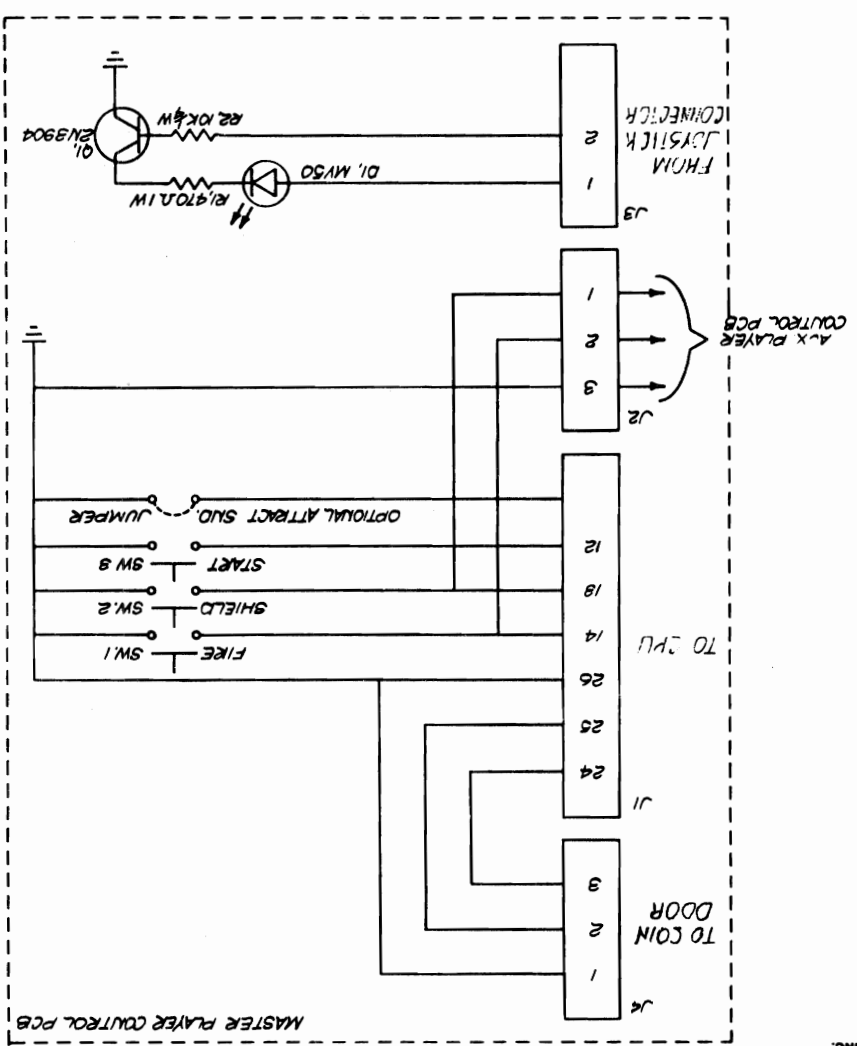 MASTER PLAYER CONTROL PCB
J4
TO COIN
DOOR
1
2
3
J1
TO CPU
24
25
26
14
13
12
FIRE
SW.1
SHIELD
SW.2
START
SW 3
OPTIONAL ATTRACT SND.
JUMPER
J2
3
2
1
AUX. PLAYER
CONTROL PCB
J3
1
2
FROM
JOYSTICK
CONNECTOR
D1, MV50
R1,470Ω 1W
R2,10K ¼W
Q1,
2N3904